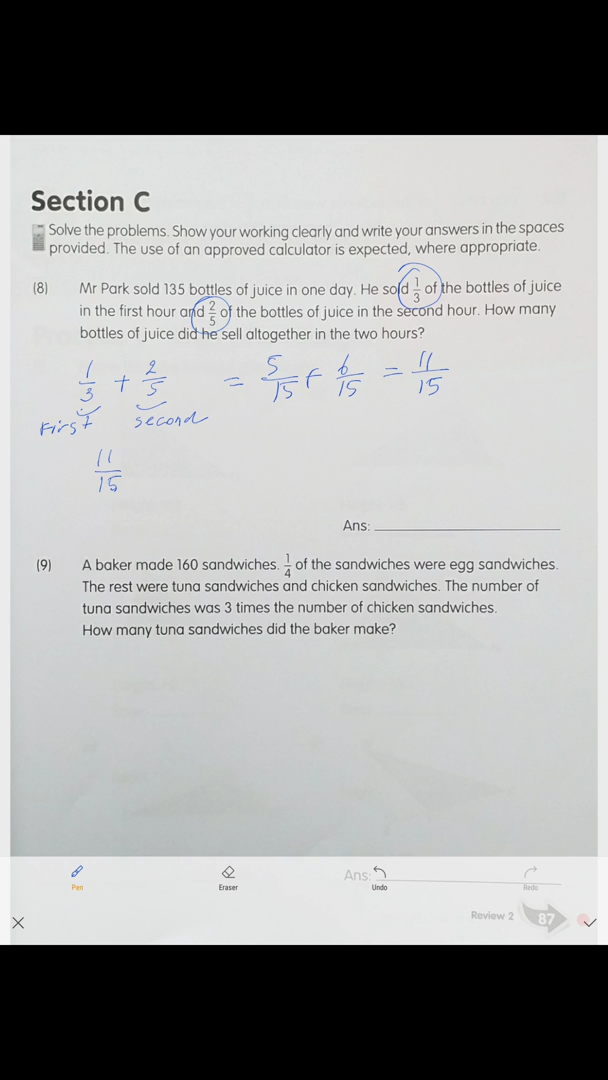 Section C
Solve the problems. Show your working clearly and write your answers in the spaces
provided. The use of an approved calculator is expected, where appropriate.
(8) Mr Park sold 135 bottles of juice in one day. He sold 1/3 of the bottles of juice
in the first hour and 2/5 of the bottles of juice in the second hour. How many
bottles of juice did he sell altogether in the two hours?
1/3 + 2/5 = 5/15 + 6/15 = 11/15
First second
11/15
Ans:
(9) A baker made 160 sandwiches. 1/4 of the sandwiches were egg sandwiches.
The rest were tuna sandwiches and chicken sandwiches. The number of
tuna sandwiches was 3 times the number of chicken sandwiches.
How many tuna sandwiches did the baker make?
Ans:
Pen Eraser Undo Redo
Review 2 87